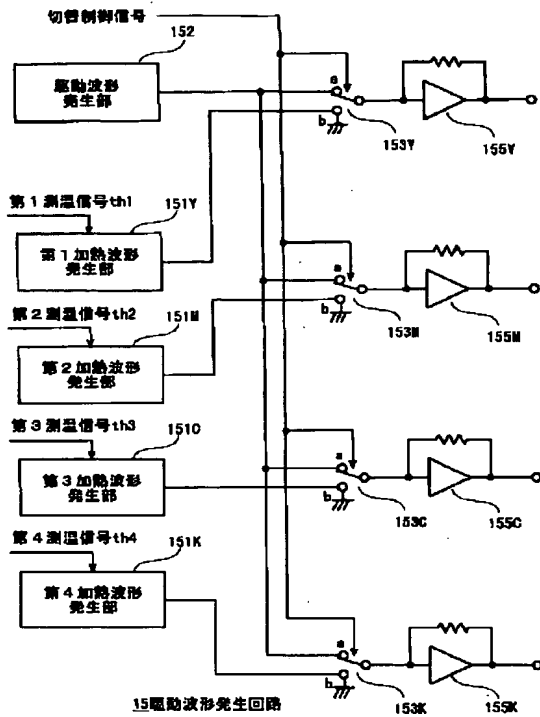 切替制御信号
152
駆動波形
発生部
a
b
153Y
155Y
第1測温信号th1
151Y
第1加熱波形
発生部
a
b
153M
155M
第2測温信号th2
151M
第2加熱波形
発生部
第3測温信号th3
151C
第3加熱波形
発生部
a
b
153C
155C
第4測温信号th4
151K
第4加熱波形
発生部
a
b
153K
155K
15駆動波形発生回路